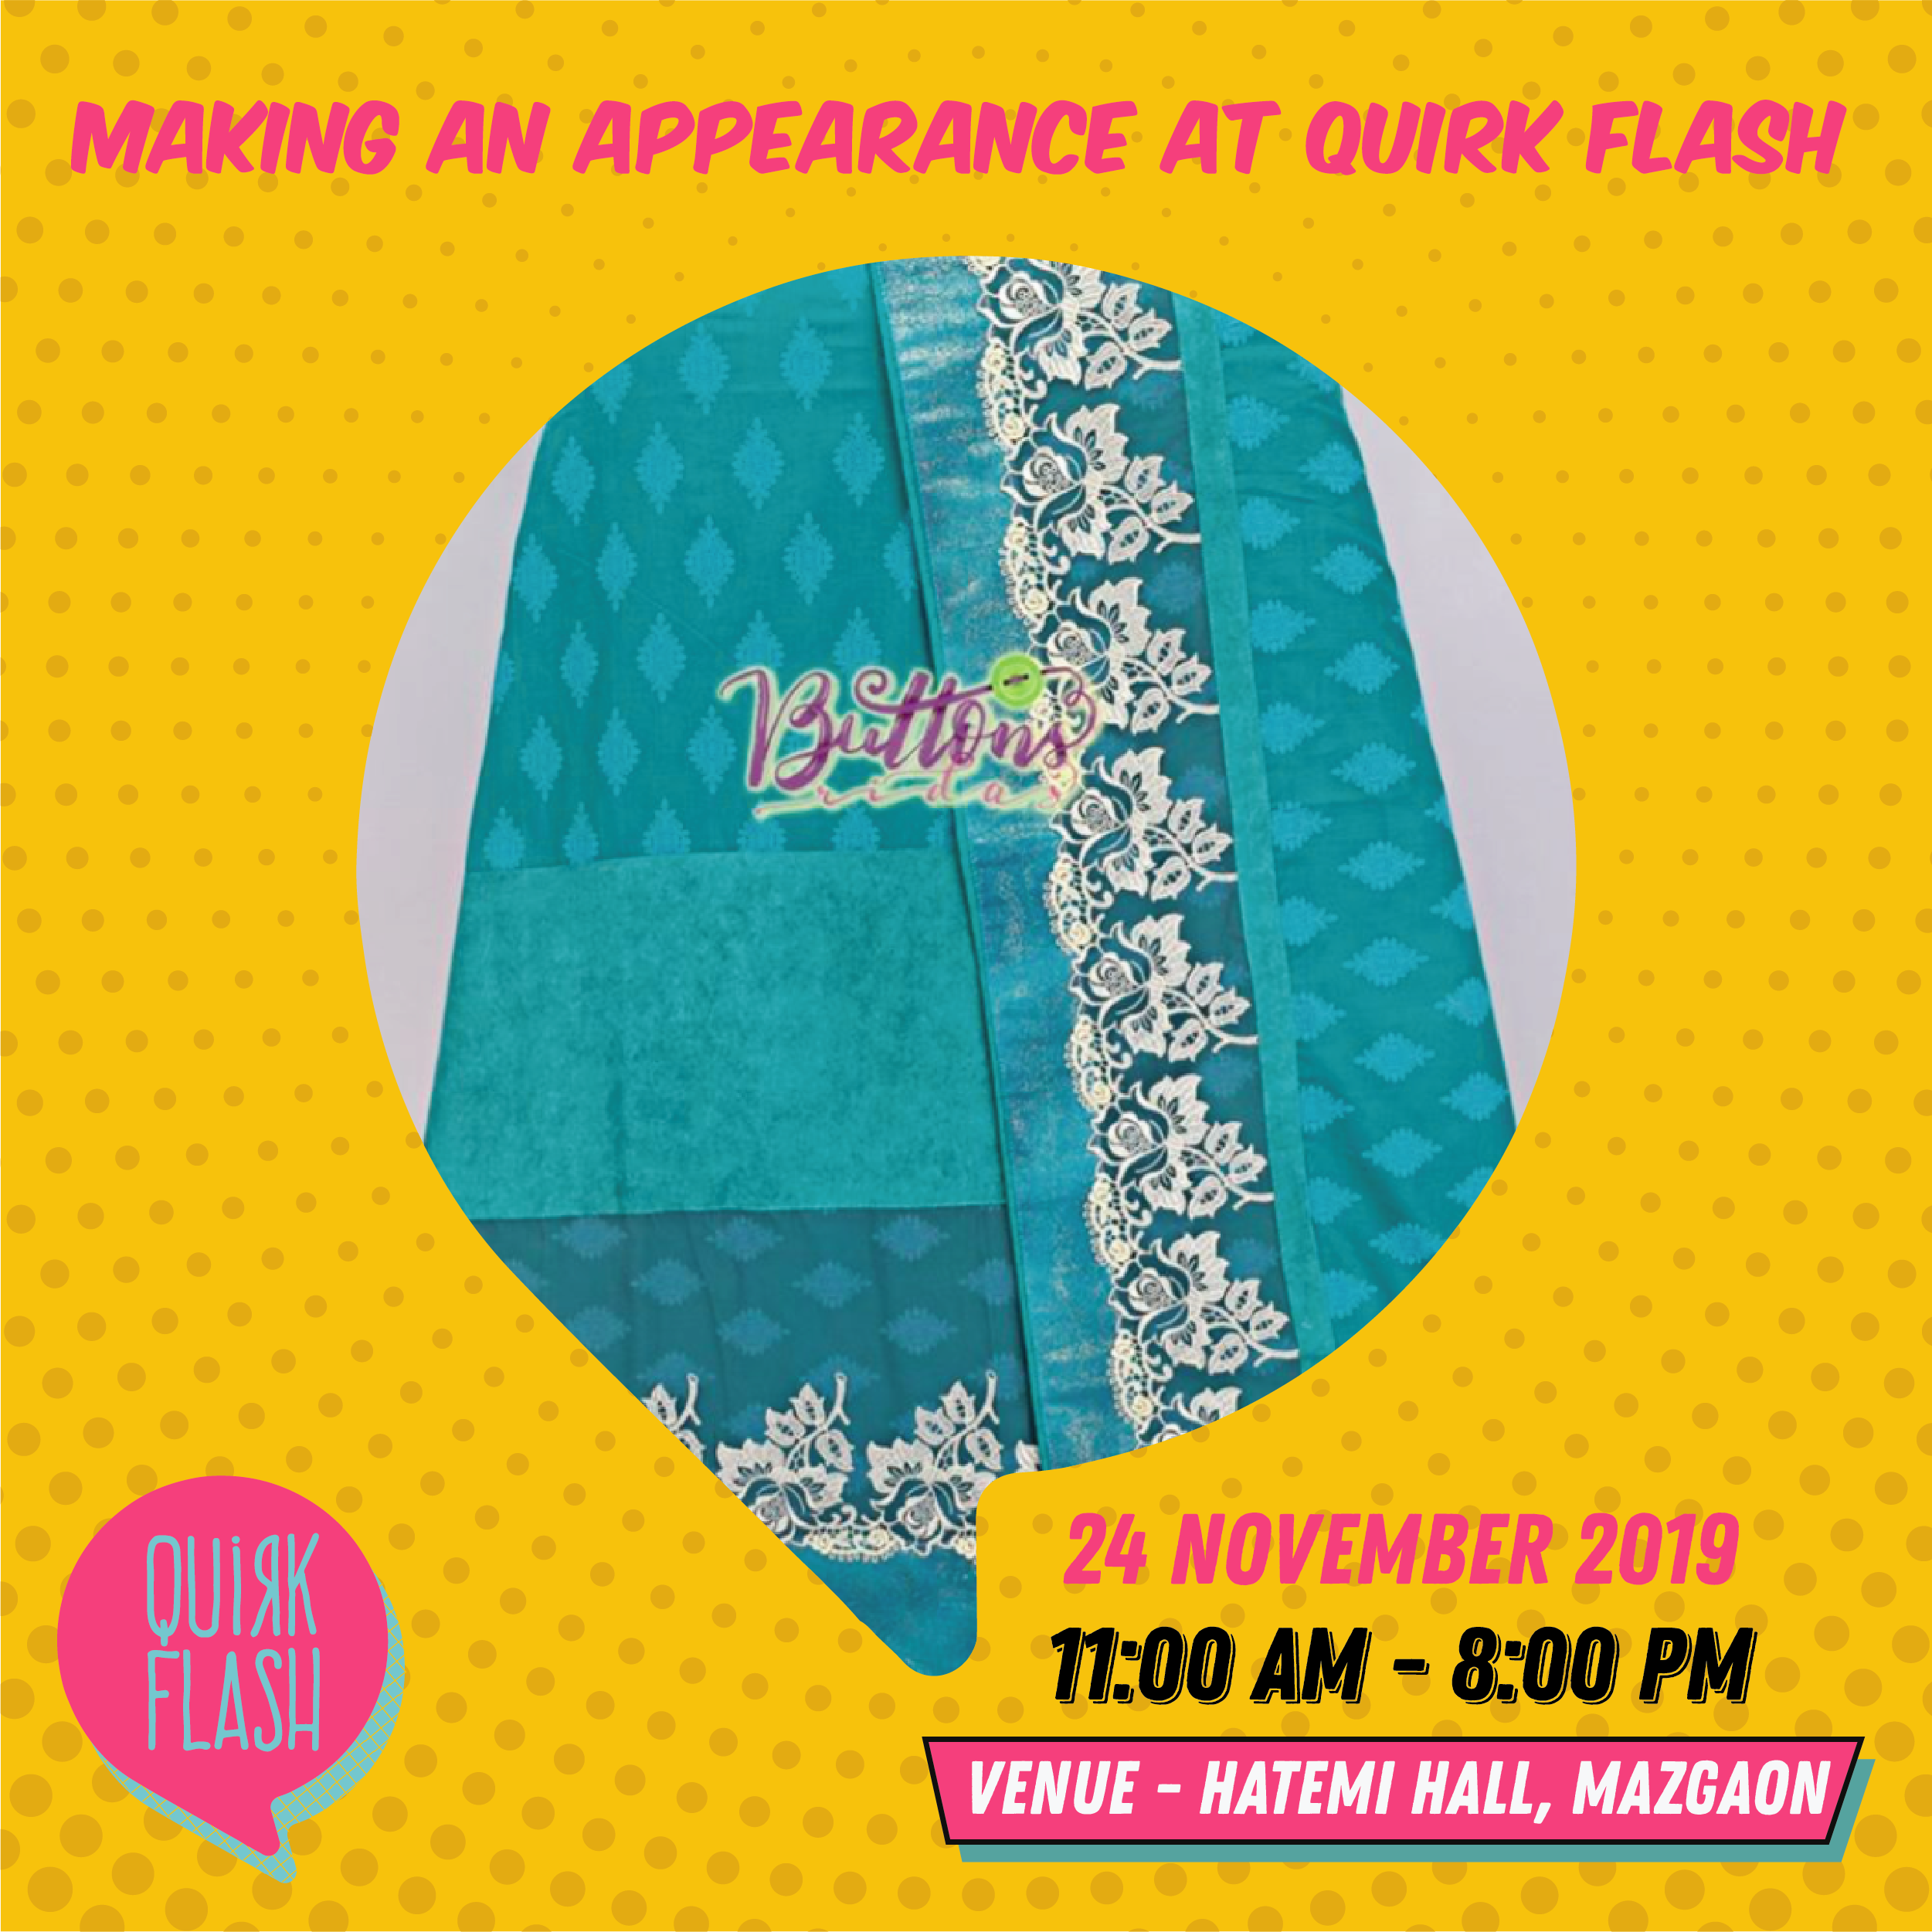 MAKING AN APPEARANCE AT QUIRK FLASH
Buttons
ridas
24 NOVEMBER 2019
11:00 AM - 8:00 PM
VENUE - HATEMI HALL, MAZGAON
QUiRK
FLASH